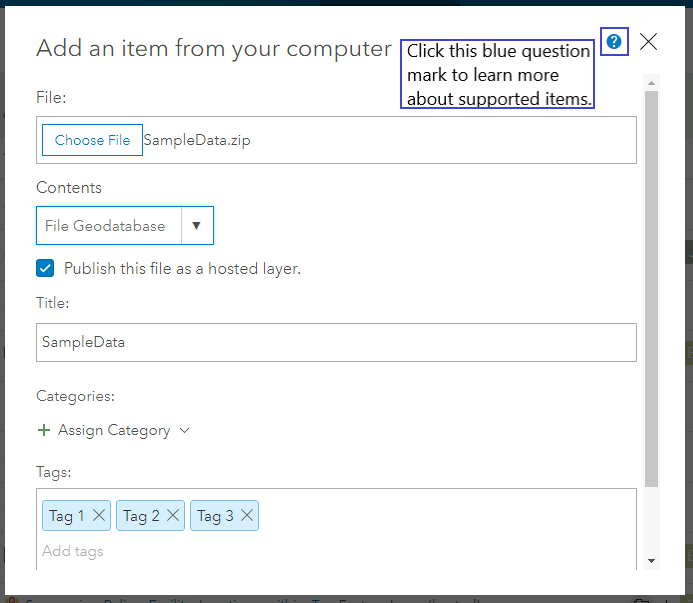 Add an item from your computer
?
Click this blue question
mark to learn more
about supported items.
File:
Choose File SampleData.zip
Contents
File Geodatabase
Publish this file as a hosted layer.
Title:
SampleData
Categories:
+ Assign Category
Tags:
Tag 1 Tag 2 Tag 3
Add tags